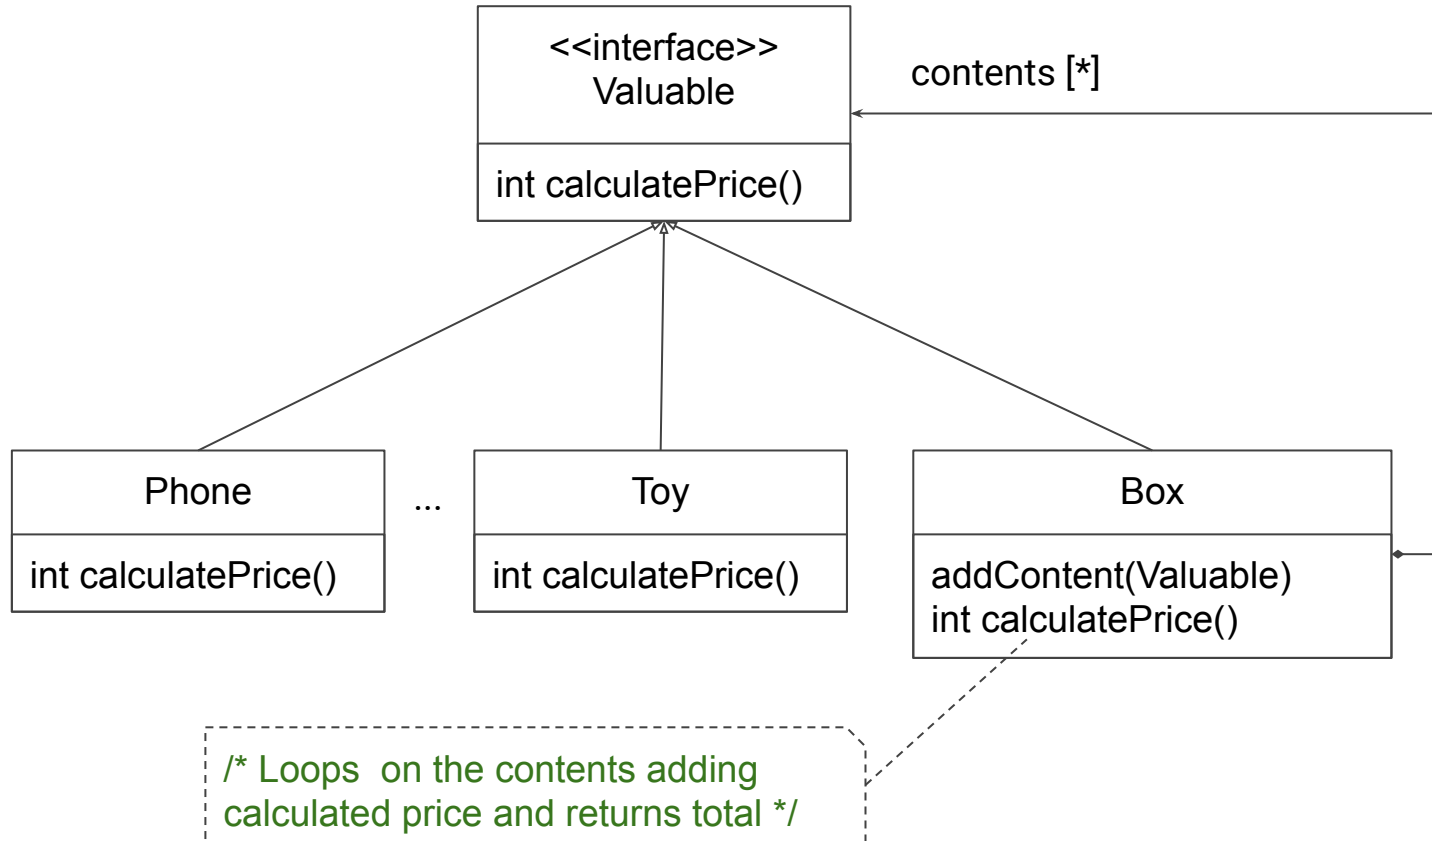 <<interface>>
Valuable
contents [*]
int calculatePrice()
Phone
...
Toy
Box
int calculatePrice()
int calculatePrice()
addContent(Valuable)
int calculatePrice()
/* Loops  on the contents adding
calculated price and returns total */